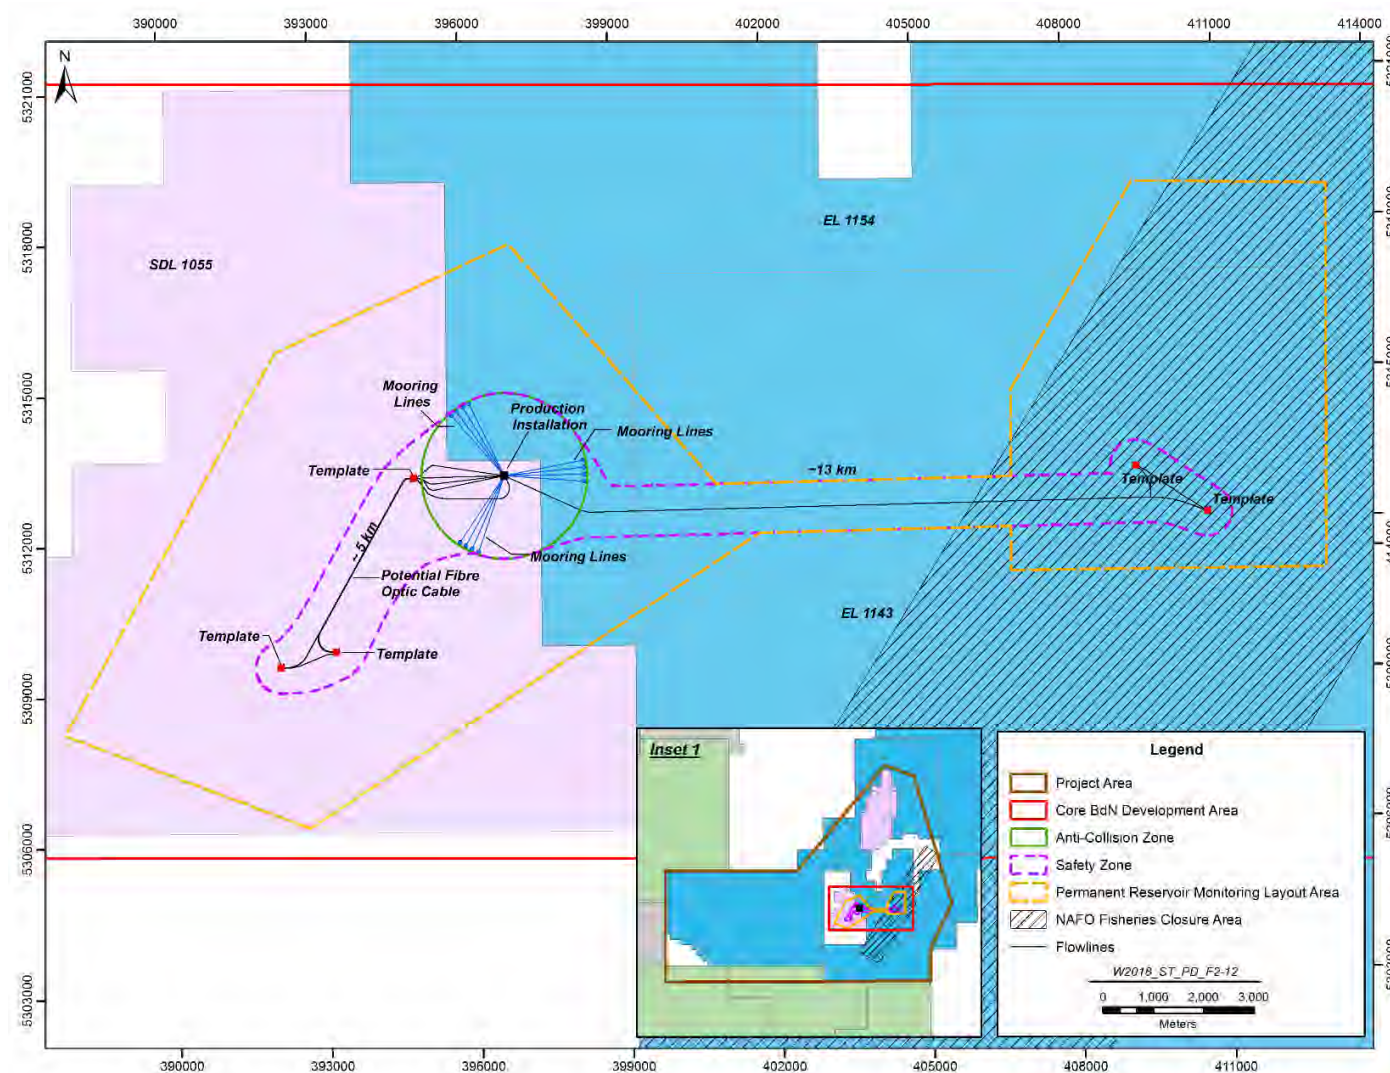 390000 393000 396000 399000 402000 405000 408000 411000 414000
N
5321000
5318000
5315000
5312000
5309000
5306000
5303000
EL 1154
SDL 1055
Mooring
Lines
Production
Installation
Mooring Lines
Template
~13 km
Template
Template
~5 km
Mooring Lines
Potential Fibre
Optic Cable
EL 1143
Template
Template
Inset 1
Legend
Project Area
Core BdN Development Area
Anti-Collision Zone
Safety Zone
Permanent Reservoir Monitoring Layout Area
NAFO Fisheries Closure Area
Flowlines
W2018_ST_PD_F2-12
0 1,000 2,000 3,000
Meters
390000 393000 396000 399000 402000 405000 408000 411000